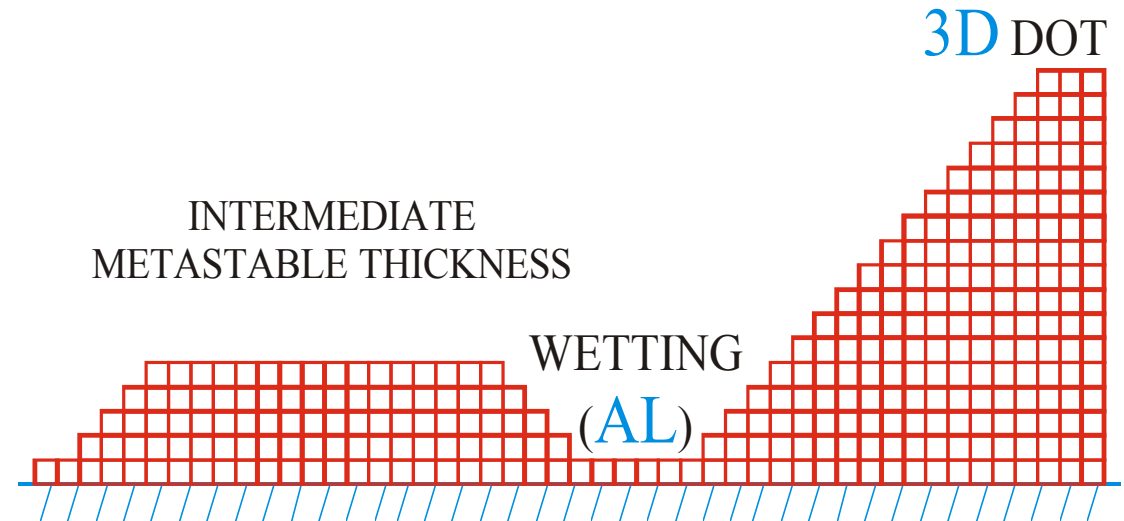 3D DOT
INTERMEDIATE
METASTABLE THICKNESS
WETTING
(AL)